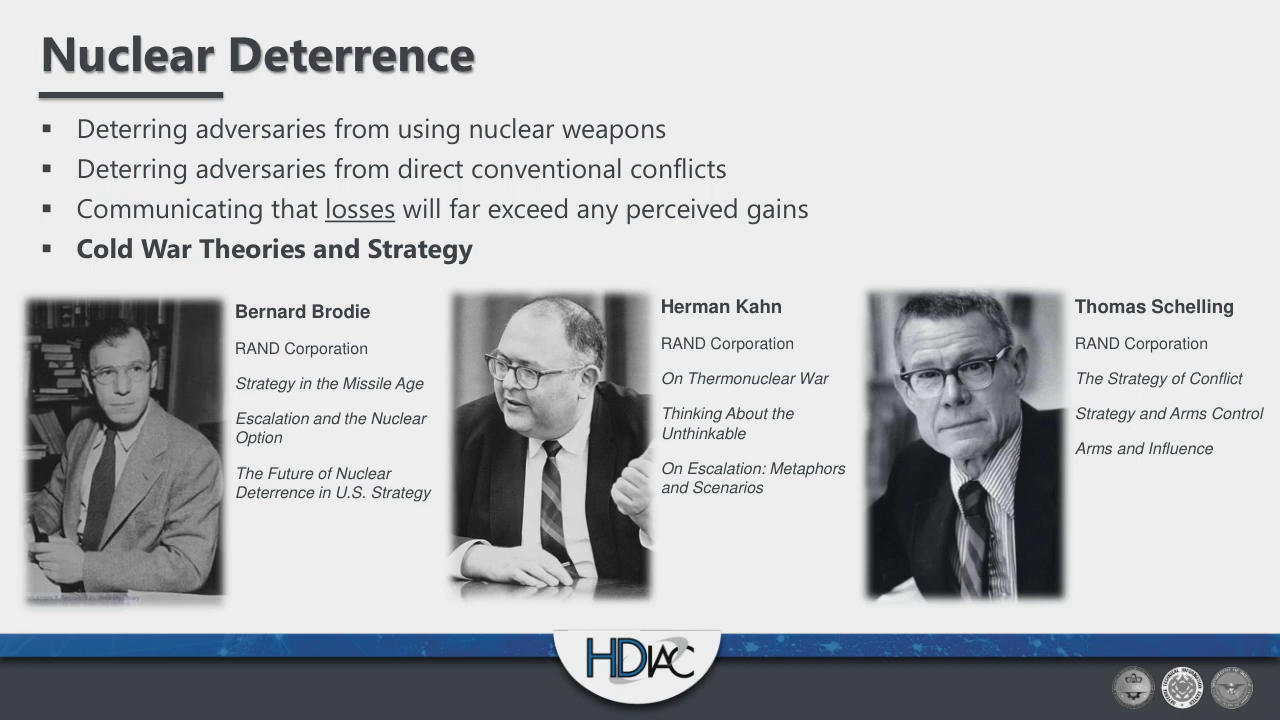 Nuclear Deterrence
▪ Deterring adversaries from using nuclear weapons
▪ Deterring adversaries from direct conventional conflicts
▪ Communicating that losses will far exceed any perceived gains
▪ Cold War Theories and Strategy
Bernard Brodie
RAND Corporation
Strategy in the Missile Age
Escalation and the Nuclear
Option
The Future of Nuclear
Deterrence in U.S. Strategy
Herman Kahn
RAND Corporation
On Thermonuclear War
Thinking About the
Unthinkable
On Escalation: Metaphors
and Scenarios
Thomas Schelling
RAND Corporation
The Strategy of Conflict
Strategy and Arms Control
Arms and Influence
HDIAC